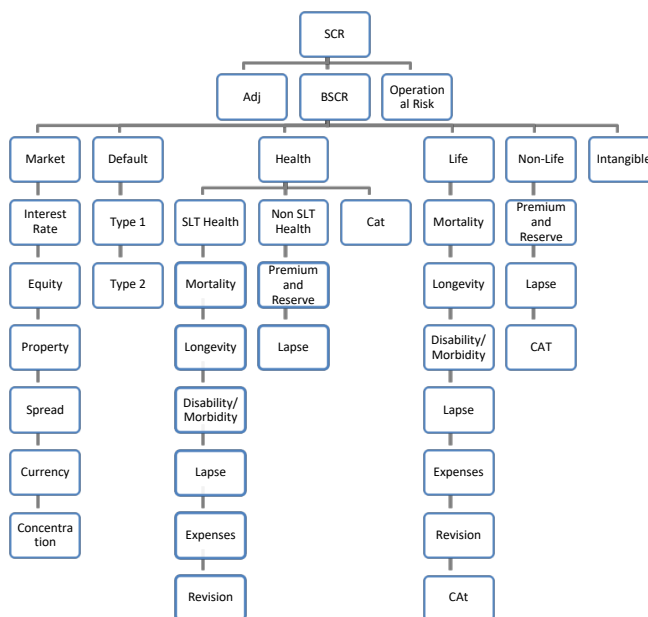 SCR
Adj
BSCR
Operation
al Risk
Market
Default
Health
Life
Non-Life
Intangible
Interest
Rate
Type 1
SLT Health
Non SLT
Health
Cat
Mortality
Premium
and
Reserve
Equity
Type 2
Mortality
Premium
and
Reserve
Longevity
Lapse
Property
Longevity
Lapse
Disability/
Morbidity
CAT
Spread
Disability/
Morbidity
Lapse
Currency
Lapse
Expenses
Concentra
tion
Expenses
Revision
Revision
CAt